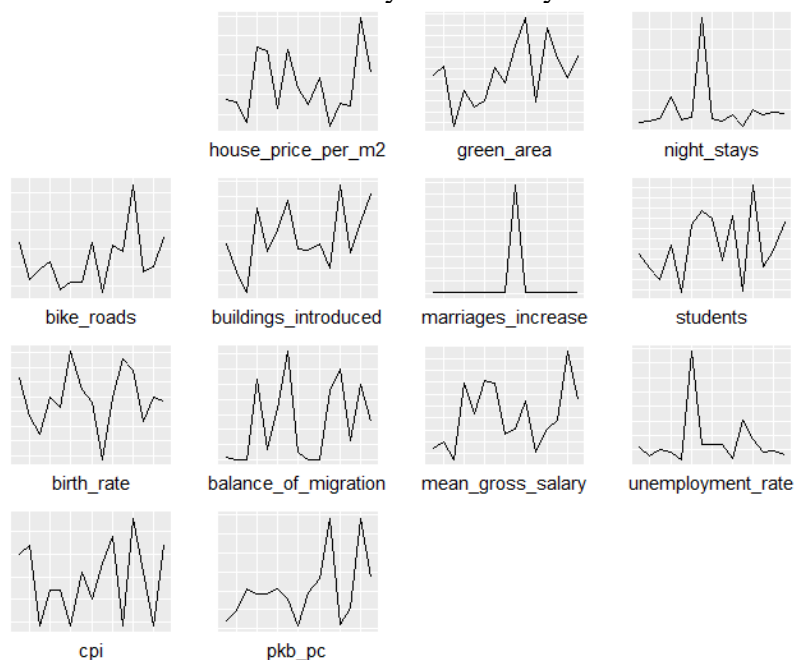 house_price_per_m2 green_area night_stays
bike_roads buildings_introduced marriages_increase students
birth_rate balance_of_migration mean_gross_salary unemployment_rate
cpi pkb_pc